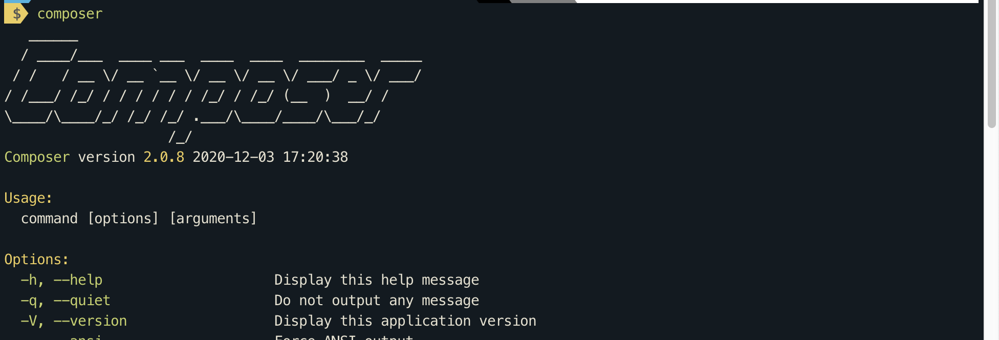 $ composer
   ______
  / ____/___  ____ ___  ____  ____  ________  _____
 / /   / __ \/ __ `__ \/ __ \/ __ \/ ___/ _ \/ ___/
/ /___/ /_/ / / / / / / /_/ / /_/ (__  )  __/ /
\____/\____/_/ /_/ /_/ .___/\____/____/\___/_/
                    /_/
Composer version 2.0.8 2020-12-03 17:20:38
Usage:
  command [options] [arguments]
Options:
  -h, --help                     Display this help message
  -q, --quiet                    Do not output any message
  -V, --version                  Display this application version
      --ansi                     Force ANSI output